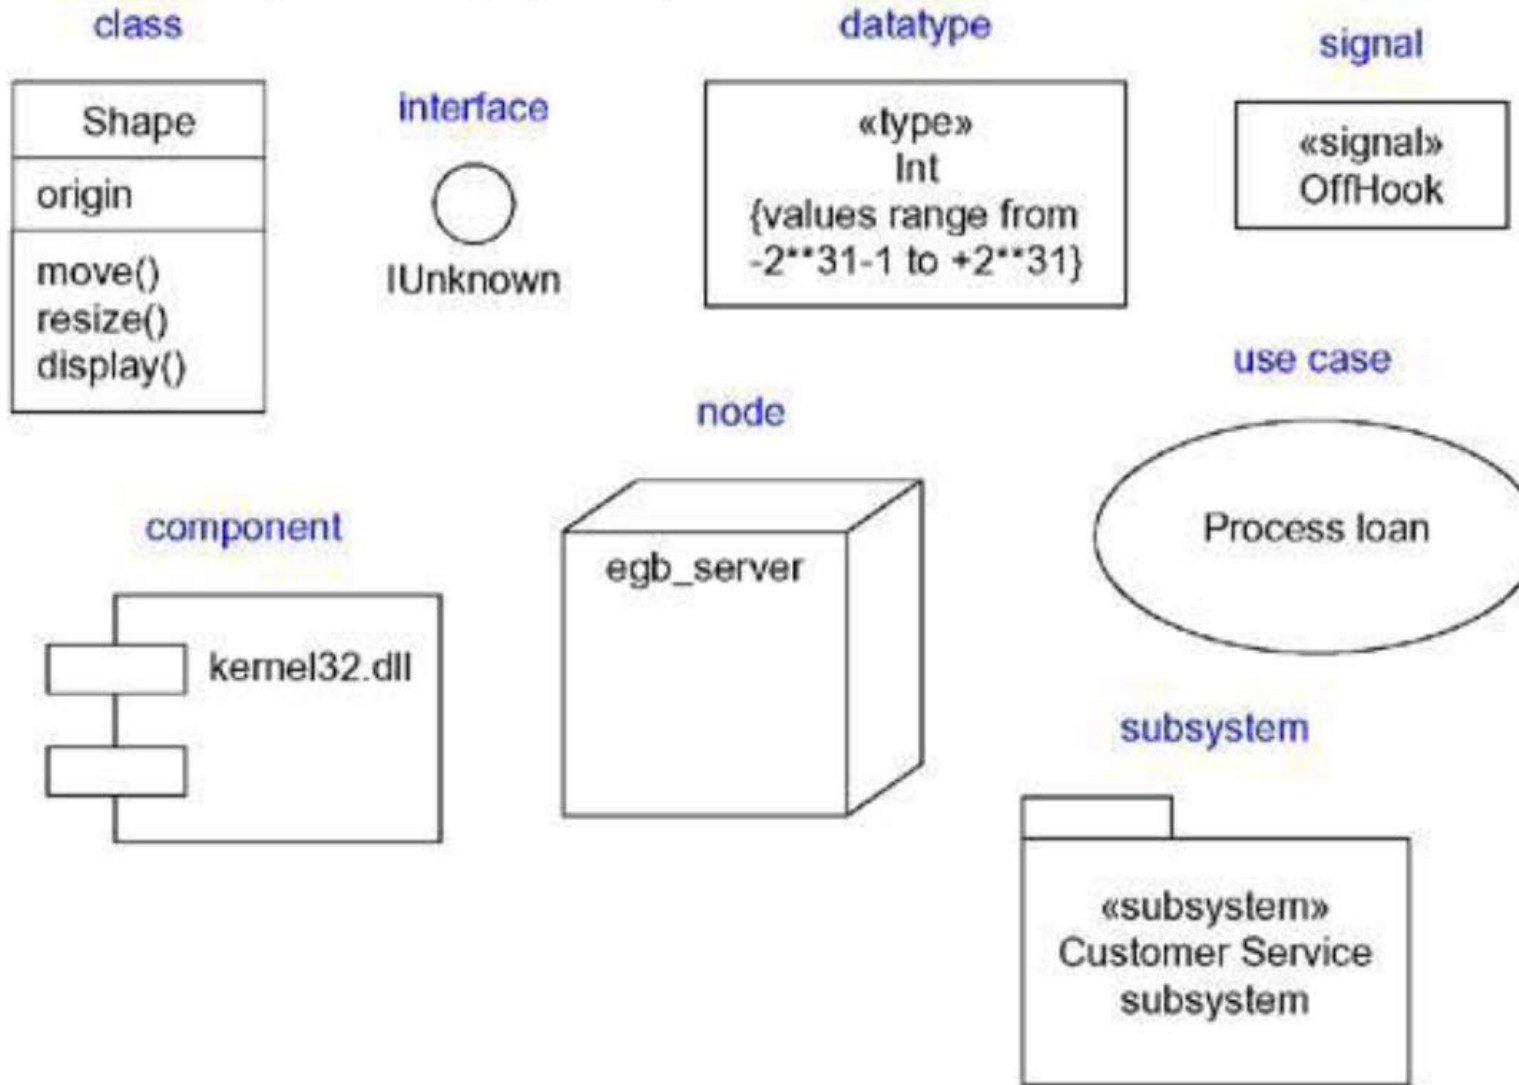 class
Shape
origin
move()
resize()
display()
interface
IUnknown
datatype
«type»
Int
{values range from
-2**31-1 to +2**31}
signal
«signal»
OffHook
use case
Process loan
node
egb_server
component
kernel32.dll
subsystem
«subsystem»
Customer Service
subsystem